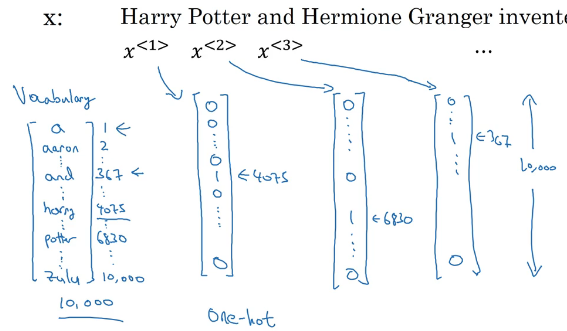 x: Harry Potter and Hermione Granger invente
x<1> x<2> x<3> ...
Vocabulary
a 1
aaron 2
and 367
harry 4075
potter 6830
zulu 10,000
10,000
0
0
0
1 ←4075
0
0
0
0
1 ←6830
0
0
1 ←367
0
10,000
One-hot